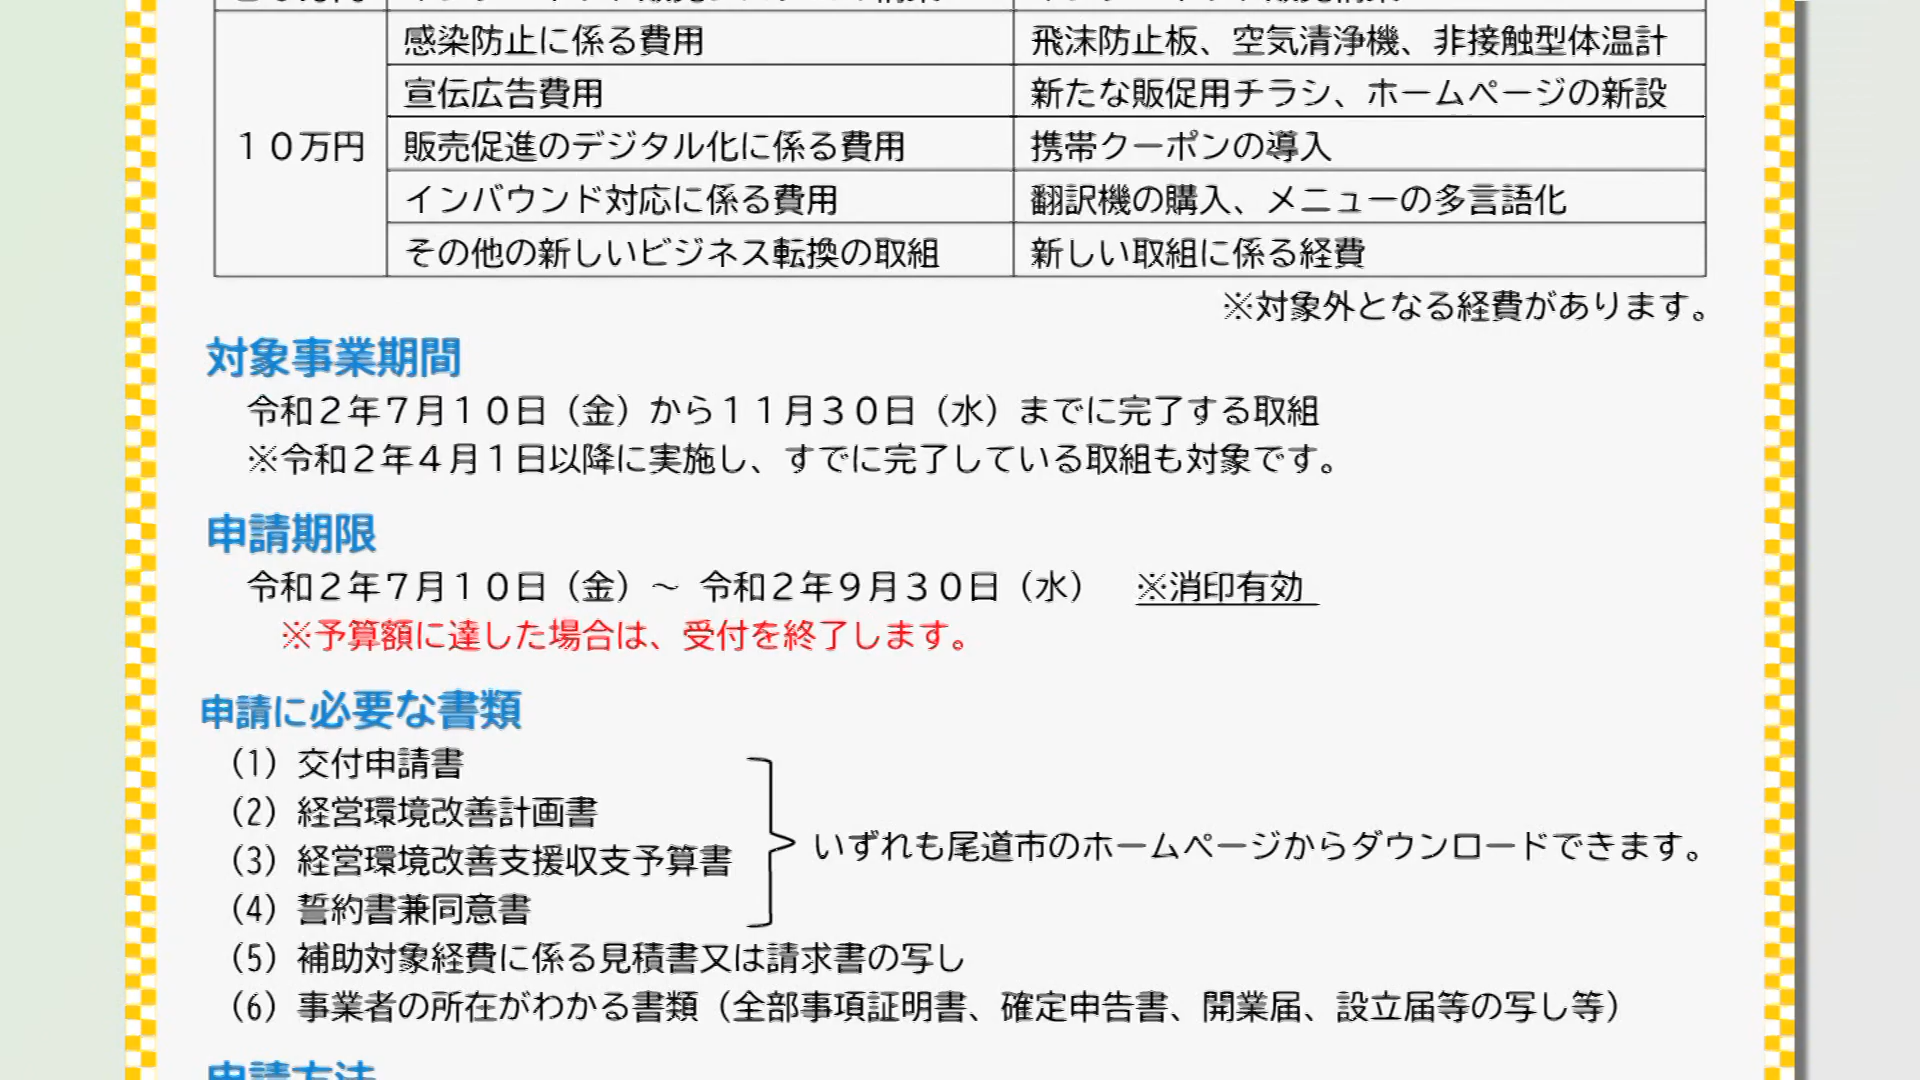 感染防止に係る費用 飛沫防止板、空気清浄機、非接触型体温計
宣伝広告費用 新たな販促用チラシ、ホームページの新設
１０万円 販売促進のデジタル化に係る費用 携帯クーポンの導入
インバウンド対応に係る費用 翻訳機の購入、メニューの多言語化
その他の新しいビジネス転換の取組 新しい取組に係る経費
※対象外となる経費があります。
対象事業期間
令和２年７月１０日（金）から１１月３０日（水）までに完了する取組
※令和２年４月１日以降に実施し、すでに完了している取組も対象です。
申請期限
令和２年７月１０日（金）～ 令和２年９月３０日（水） ※消印有効
※予算額に達した場合は、受付を終了します。
申請に必要な書類
（1）交付申請書
（2）経営環境改善計画書
（3）経営環境改善支援収支予算書
（4）誓約書兼同意書
いずれも尾道市のホームページからダウンロードできます。
（5）補助対象経費に係る見積書又は請求書の写し
（6）事業者の所在がわかる書類（全部事項証明書、確定申告書、開業届、設立届等の写し等）
申請方法